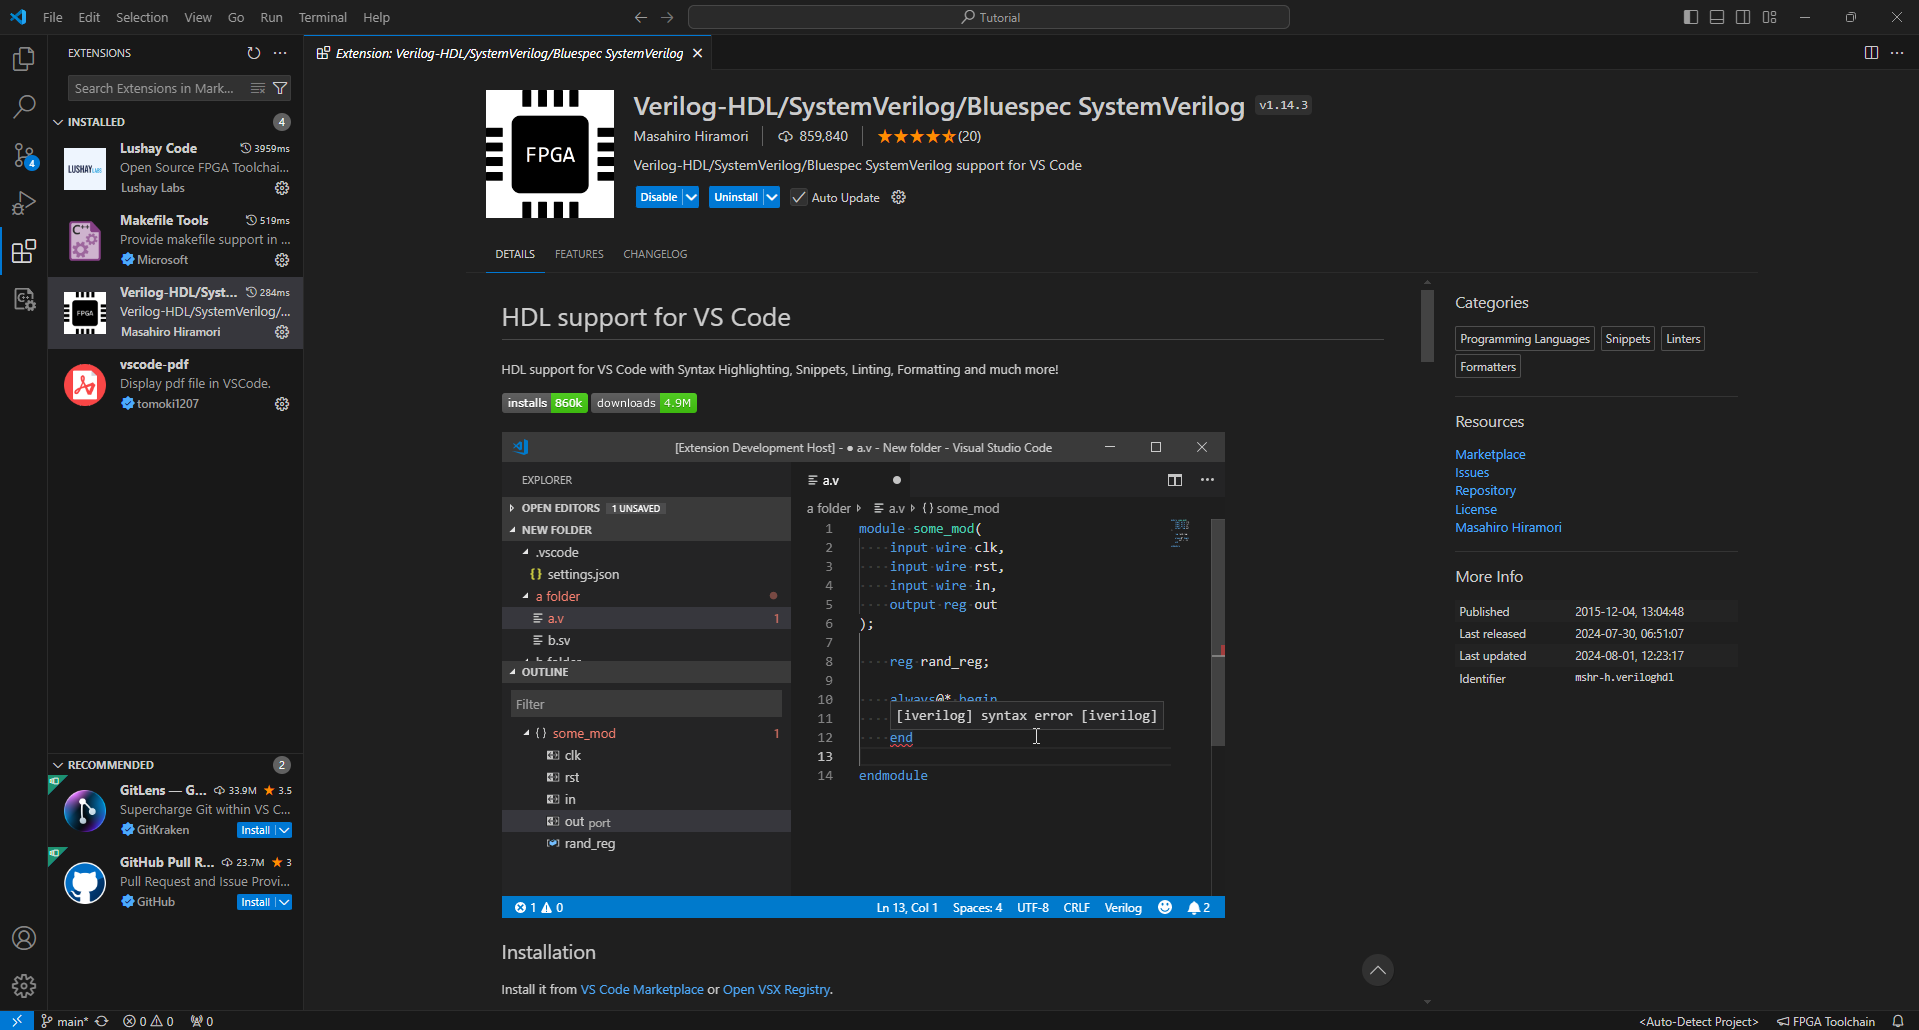 File Edit Selection View Go Run Terminal Help
Tutorial
EXTENSIONS
Search Extensions in Mark...
INSTALLED 4
Lushay Code 3959ms
Open Source FPGA Toolchai...
Lushay Labs
LUSHAY LABS
Makefile Tools 519ms
Provide makefile support in ...
Microsoft
C++
Verilog-HDL/Syst... 284ms
Verilog-HDL/SystemVerilog/...
Masahiro Hiramori
FPGA
vscode-pdf
Display pdf file in VSCode.
tomoki1207
4
RECOMMENDED 2
GitLens — G... 33.9M 3.5
Supercharge Git within VS C...
GitKraken Install
GitHub Pull R... 23.7M 3
Pull Request and Issue Provi...
GitHub Install
Extension: Verilog-HDL/SystemVerilog/Bluespec SystemVerilog
FPGA
Verilog-HDL/SystemVerilog/Bluespec SystemVerilog v1.14.3
Masahiro Hiramori 859,840 (20)
Verilog-HDL/SystemVerilog/Bluespec SystemVerilog support for VS Code
Disable Uninstall Auto Update
DETAILS FEATURES CHANGELOG
HDL support for VS Code
HDL support for VS Code with Syntax Highlighting, Snippets, Linting, Formatting and much more!
installs 860k downloads 4.9M
[Extension Development Host] - ● a.v - New folder - Visual Studio Code
EXPLORER
OPEN EDITORS 1 UNSAVED
NEW FOLDER
.vscode
{} settings.json
a folder
a.v 1
b.sv
OUTLINE
Filter
{} some_mod 1
clk
rst
in
out port
rand_reg
a.v
a folder a.v {} some_mod
1 module some_mod(
2 input wire clk,
3 input wire rst,
4 input wire in,
5 output reg out
6 );
7
8 reg rand_reg;
9
10 always@* begin
11 [iverilog] syntax error [iverilog]
12 end
13
14 endmodule
1 0 Ln 13, Col 1 Spaces: 4 UTF-8 CRLF Verilog 2
Installation
Install it from VS Code Marketplace or Open VSX Registry.
Categories
Programming Languages Snippets Linters
Formatters
Resources
Marketplace
Issues
Repository
License
Masahiro Hiramori
More Info
Published 2015-12-04, 13:04:48
Last released 2024-07-30, 06:51:07
Last updated 2024-08-01, 12:23:17
Identifier mshr-h.veriloghdl
main* 0 0 0 <Auto-Detect Project> FPGA Toolchain